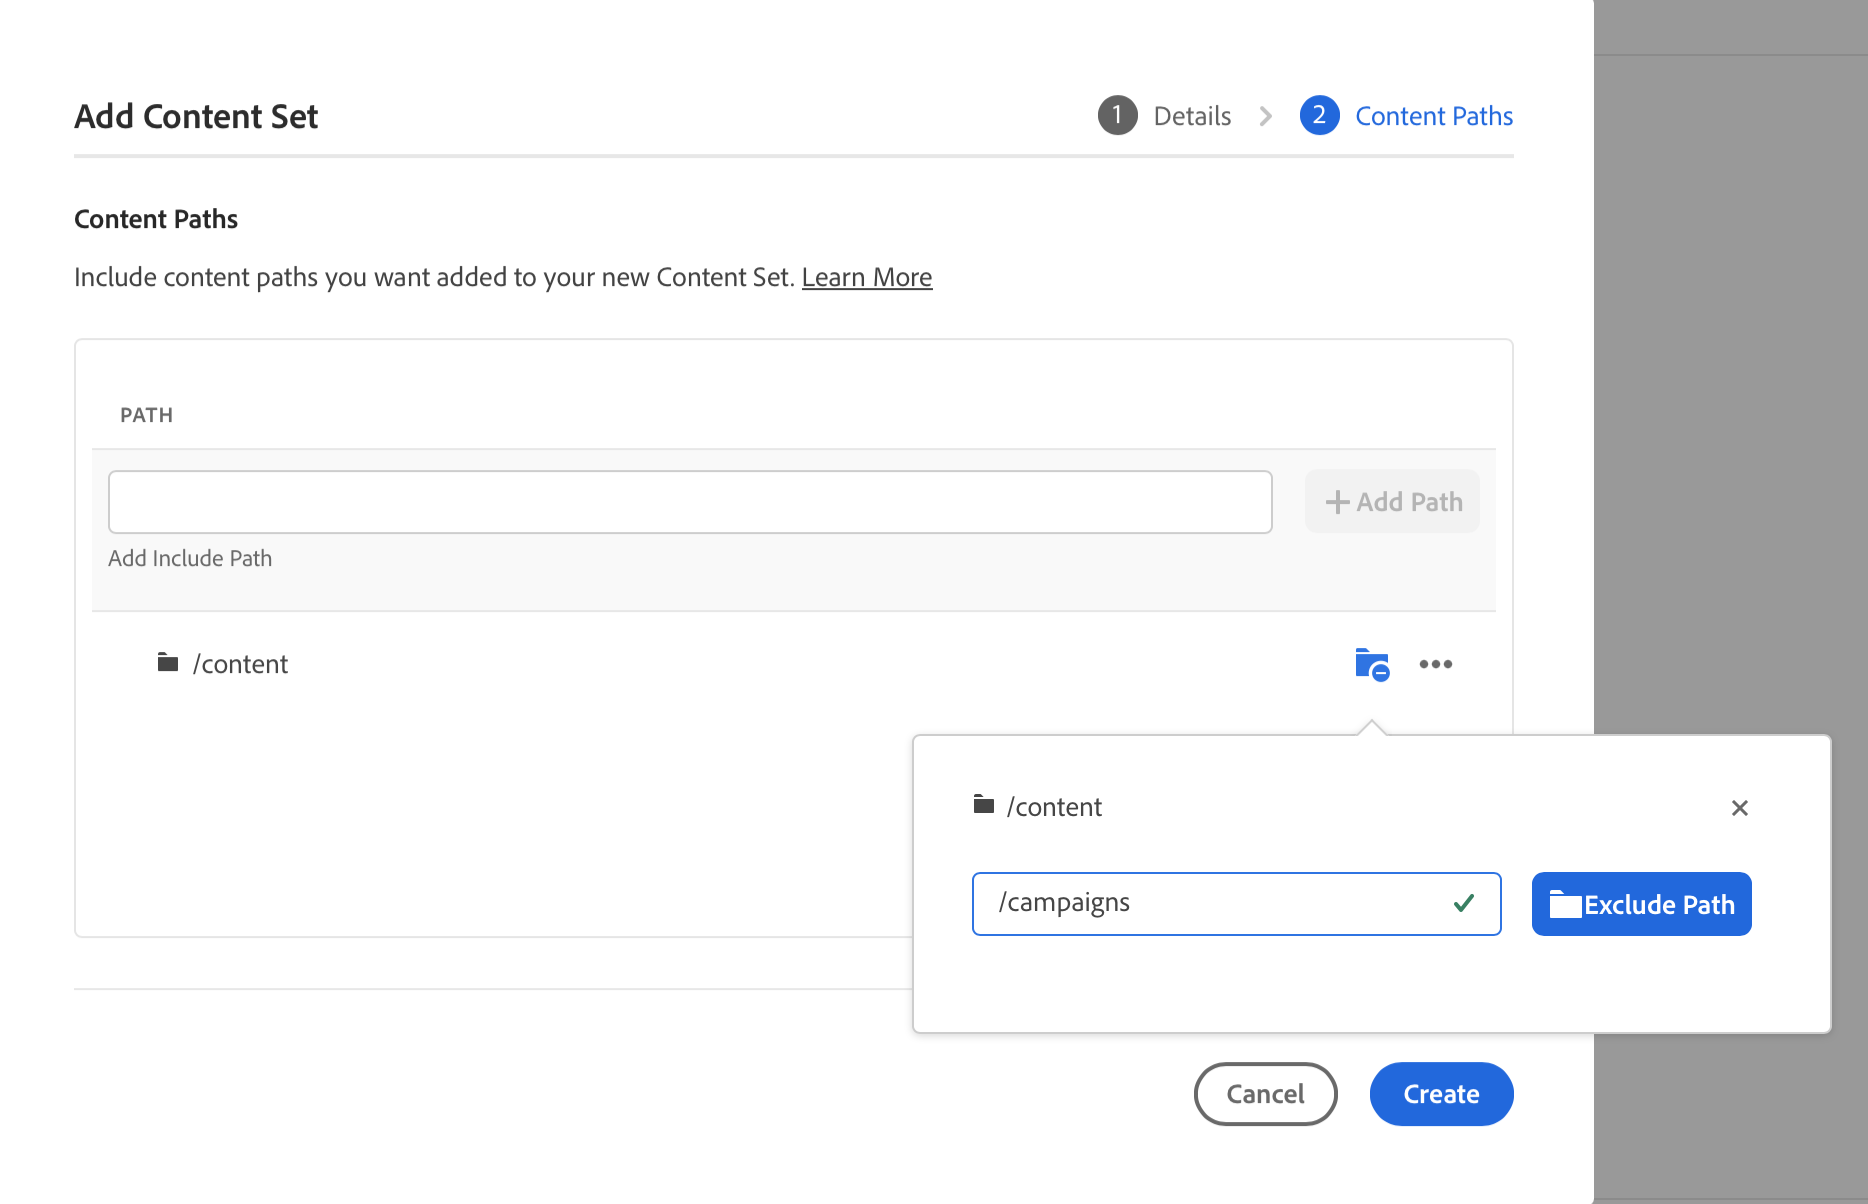 Add Content Set
1 Details > 2 Content Paths
Content Paths
Include content paths you want added to your new Content Set. Learn More
PATH
+ Add Path
Add Include Path
/content
/content
/campaigns
Exclude Path
Cancel
Create